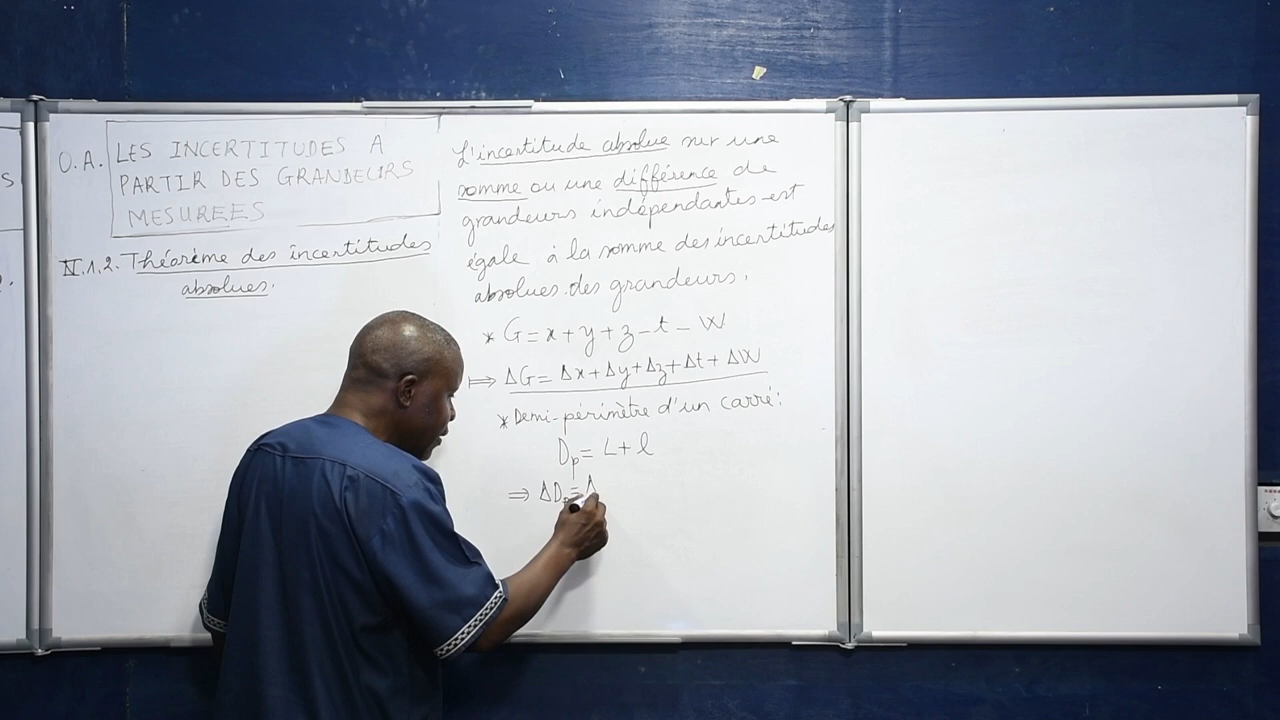 S
O.A. LES INCERTITUDES A
PARTIR DES GRANDEURS
MESUREES
IV.1.2. Théorème des incertitudes
absolues.
L'incertitude absolue sur une
somme ou une différence de
grandeurs indépendantes est
égale à la somme des incertitudes
absolues des grandeurs.
* G = x + y + z - t - W
⟹ ΔG = Δx + Δy + Δz + Δt + ΔW
* Demi-périmètre d'un carré:
Dp = L + l
⟹ ΔDp = Δ